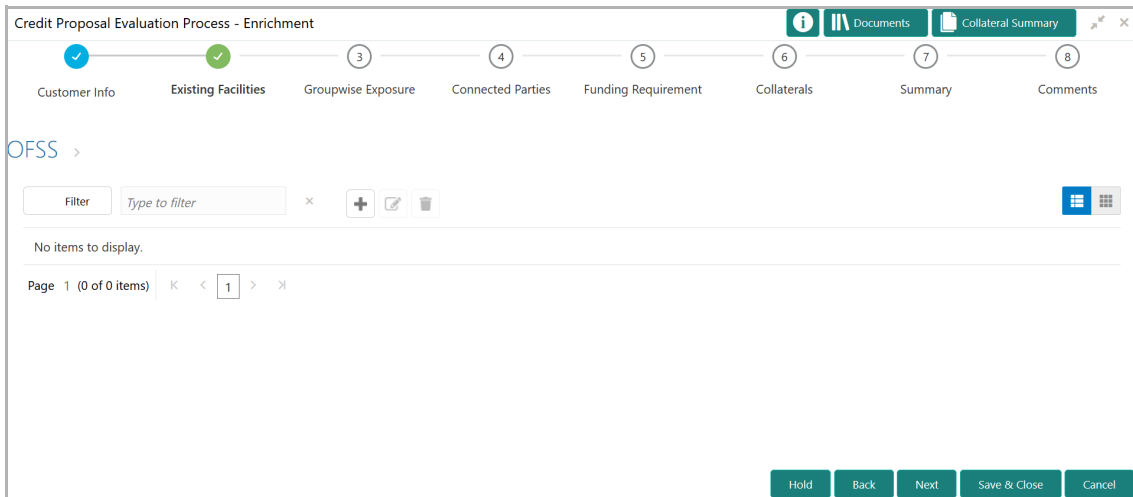 Credit Proposal Evaluation Process - Enrichment
Documents
Collateral Summary
3 4 5 6 7 8
Customer Info Existing Facilities Groupwise Exposure Connected Parties Funding Requirement Collaterals Summary Comments
OFSS
Filter Type to filter
No items to display.
Page 1 (0 of 0 items) 1
Hold Back Next Save & Close Cancel